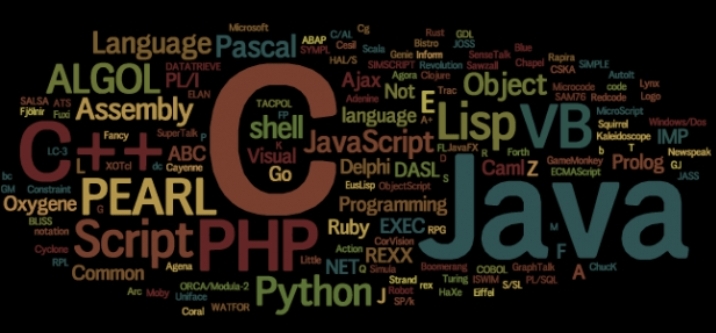 Microsoft
C/AL
Cg
Rust
GDL
Language
Pascal
ABAP
Cesil
Bistro
JOSS
SYMPL
Scala
Genie
Inform
SenseTalk
Blue
HAL/S
SIMSCRIPT
Revolution
Sawzall
Chapel
Rapira
CSKA
SIMPLE
ALGOL
DATATRIEVE
PL/I
Ajax
Agora
Clojure
Object
AutoIt
Lynx
ELAN
Not
Trac
Microcode
code
Logo
SALSA
ATS
Assembly
TACPOL
Adenine
E
SAM76
Redcode
Fjölnir
Fuxi
FP
language
A+
MicroScript
C
shell
Lisp
VB
Squirrel
Windows/Dos
Fancy
SuperTalk
P
JavaScript
Kaleidoscope
IMP
C++
LC-3
ABC
K
Visual
FL
JavaFX
Forth
b
T
Newspeak
L
XOTcl
dc
Cayenne
Go
Delphi
DASL
D
R
Caml
Z
GameMonkey
ECMAScript
Prolog
GJ
JASS
bc
GM
Constraint
PEARL
EusLisp
ObjectScript
S
Java
Oxygene
G
Programming
BLISS
notation
Script
PHP
Ruby
EXEC
RPG
M
Cyclone
Action
CorVision
REXX
F
RPL
Common
Agena
Little
NET
Q
Simula
Boomerang
COBOL
GraphTalk
A
ChucK
Arc
Moby
ORCA/Modula-2
Uniface
Python
Strand
rex
Turing
ISWIM
PL/SQL
J
Robot
HaXe
Eiffel
S/SL
Coral
WATFOR
SP/k